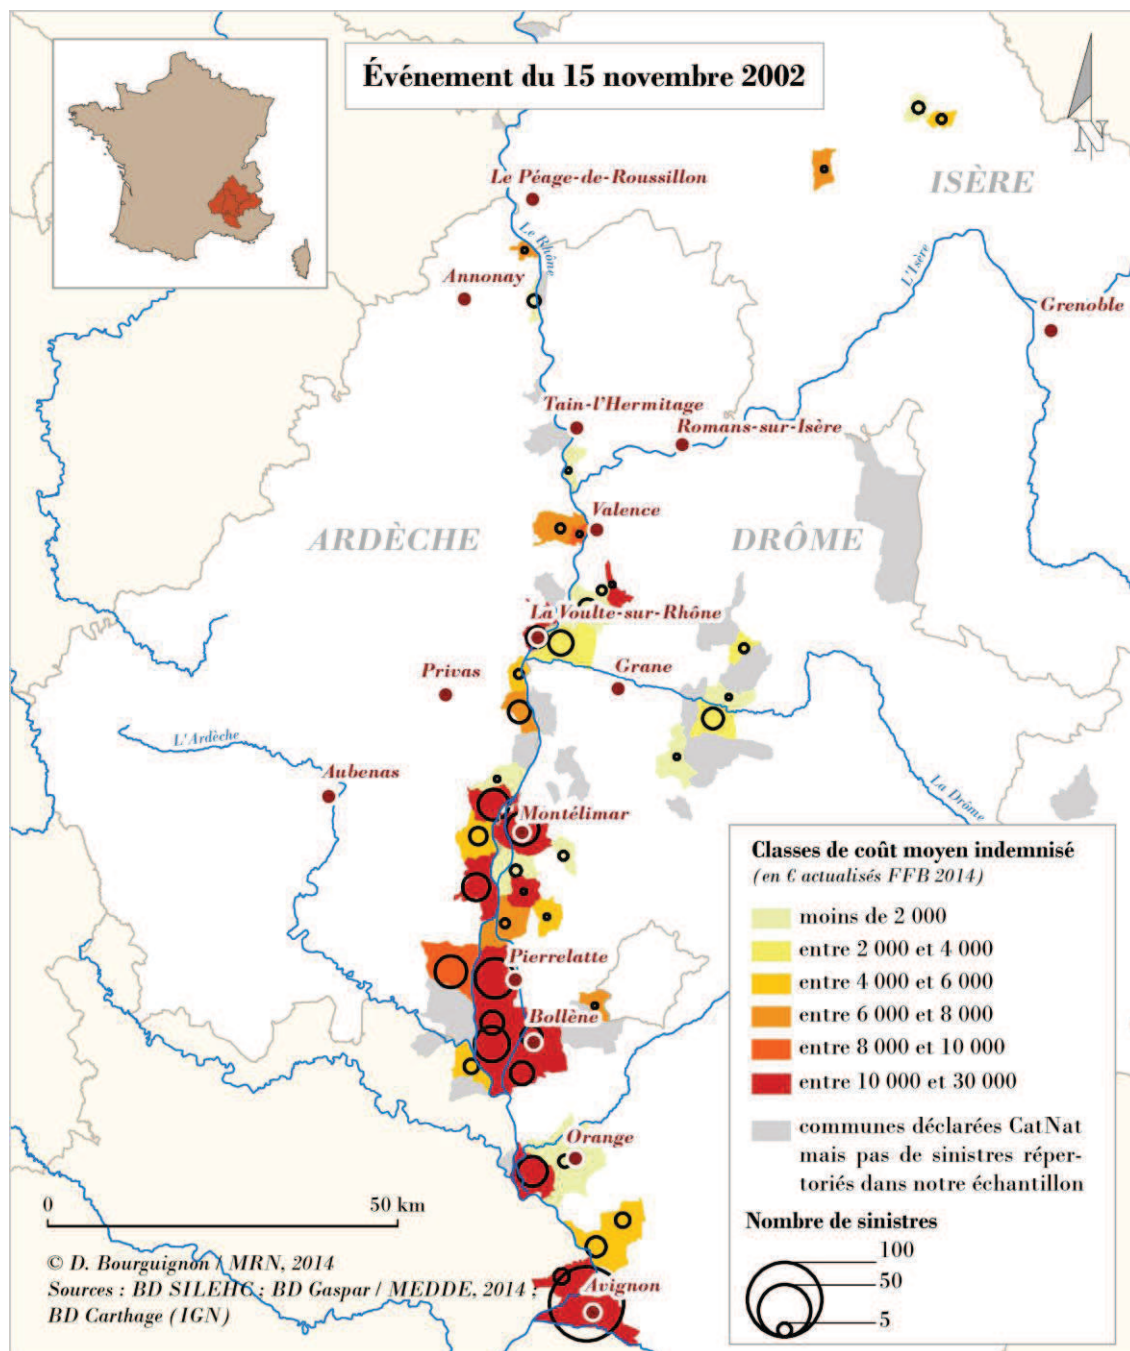 Événement du 15 novembre 2002
N
ISÈRE
Le Péage-de-Roussillon
Le Rhône
L'Isère
Annonay
Grenoble
Tain-l'Hermitage
Romans-sur-Isère
Valence
ARDÈCHE
DRÔME
La Voulte-sur-Rhône
Privas
Grane
L'Ardèche
Aubenas
La Drôme
Montélimar
Pierrelatte
Bollène
Orange
Avignon
Classes de coût moyen indemnisé
(en € actualisés FFB 2014)
moins de 2 000
entre 2 000 et 4 000
entre 4 000 et 6 000
entre 6 000 et 8 000
entre 8 000 et 10 000
entre 10 000 et 30 000
communes déclarées CatNat
mais pas de sinistres réper-
toriés dans notre échantillon
Nombre de sinistres
100
50
5
0 50 km
© D. Bourguignon / MRN, 2014
Sources : BD SILEHC ; BD Gaspar / MEDDE, 2014 ;
BD Carthage (IGN)